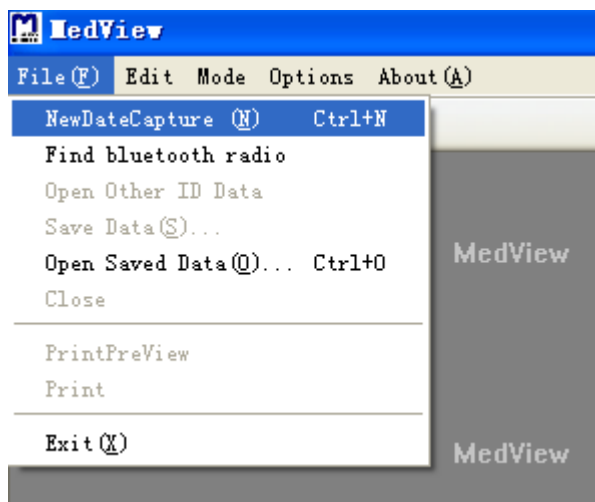 MedView
File(F) Edit Mode Options About(A)
NewDateCapture (N) Ctrl+N
Find bluetooth radio
Open Other ID Data
Save Data(S)...
Open Saved Data(O)... Ctrl+O
MedView
Close
PrintPreView
Print
Exit(X)
MedView